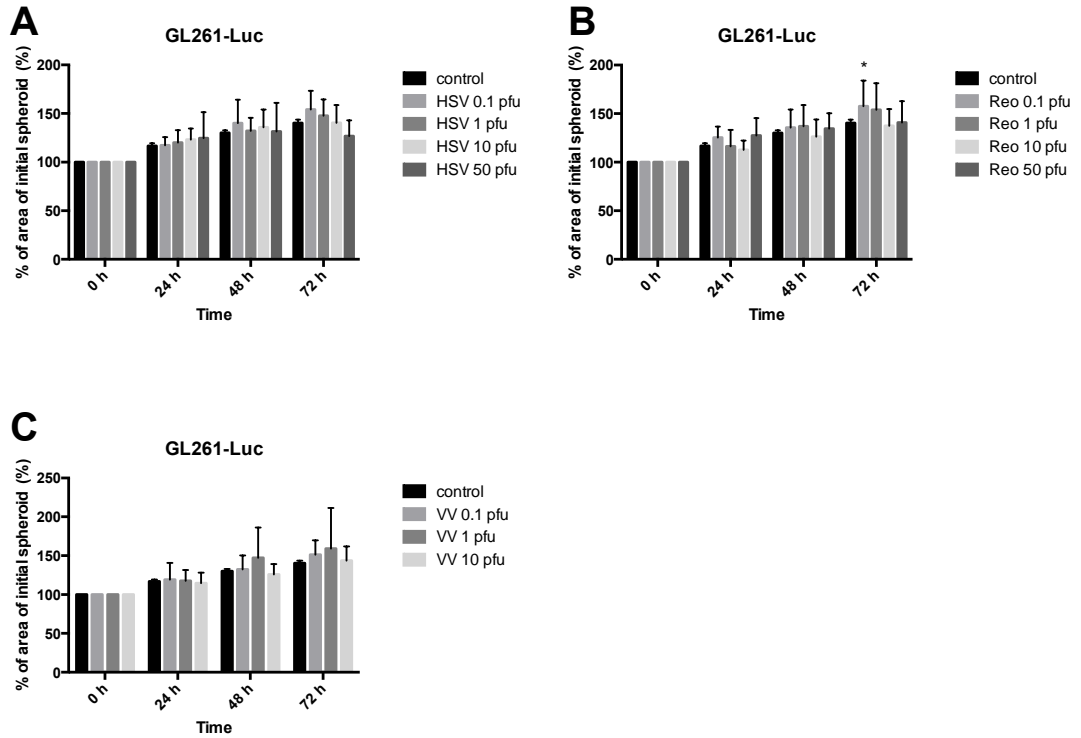 A
GL261-Luc
% of area of initial spheroid (%)
200
150
100
50
0
0 h
24 h
48 h
72 h
Time
control
HSV 0.1 pfu
HSV 1 pfu
HSV 10 pfu
HSV 50 pfu
B
GL261-Luc
% of area of initial spheroid (%)
200
150
100
50
0
*
0 h
24 h
48 h
72 h
Time
control
Reo 0.1 pfu
Reo 1 pfu
Reo 10 pfu
Reo 50 pfu
C
GL261-Luc
% of area of initial spheroid (%)
250
200
150
100
50
0
0 h
24 h
48 h
72 h
Time
control
VV 0.1 pfu
VV 1 pfu
VV 10 pfu